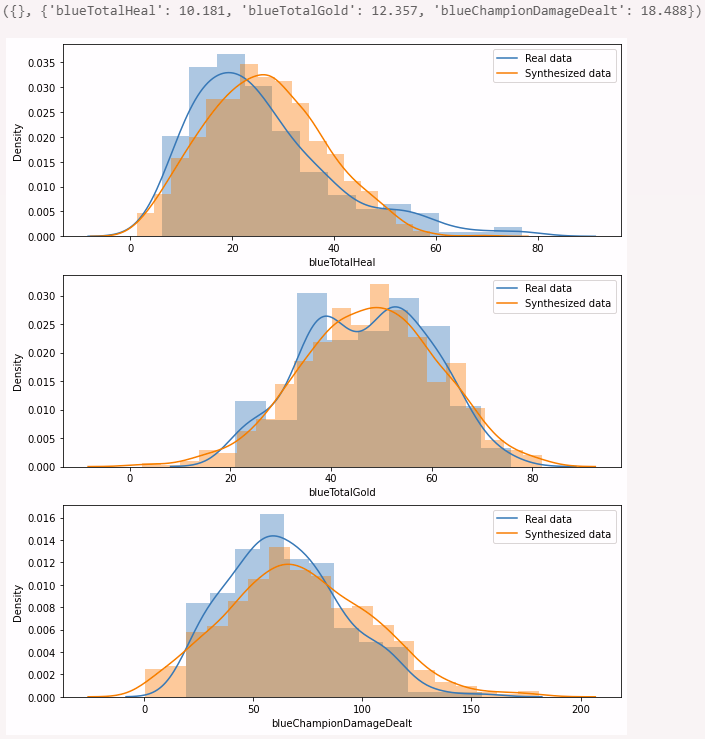 ({}, {'blueTotalHeal': 10.181, 'blueTotalGold': 12.357, 'blueChampionDamageDealt': 18.488})
Real data
Synthesized data
0.035
0.030
0.025
0.020
0.015
0.010
0.005
0.000
Density
0 20 40 60 80
blueTotalHeal
Real data
Synthesized data
0.030
0.025
0.020
0.015
0.010
0.005
0.000
Density
0 20 40 60 80
blueTotalGold
Real data
Synthesized data
0.016
0.014
0.012
0.010
0.008
0.006
0.004
0.002
0.000
Density
0 50 100 150 200
blueChampionDamageDealt